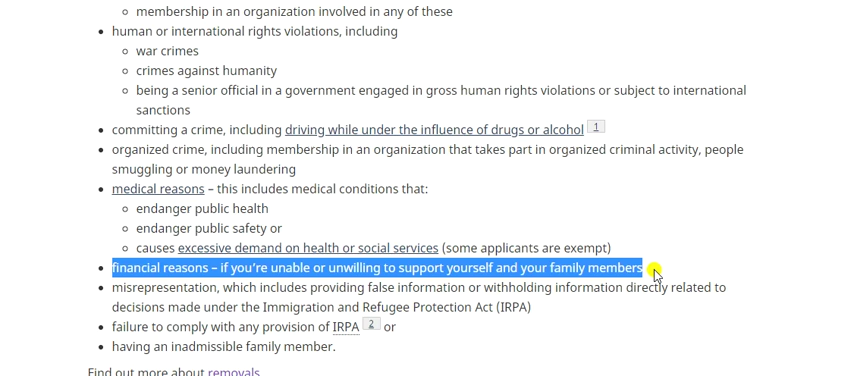 membership in an organization involved in any of these
human or international rights violations, including
war crimes
crimes against humanity
being a senior official in a government engaged in gross human rights violations or subject to international
sanctions
committing a crime, including driving while under the influence of drugs or alcohol 1
organized crime, including membership in an organization that takes part in organized criminal activity, people
smuggling or money laundering
medical reasons – this includes medical conditions that:
endanger public health
endanger public safety or
causes excessive demand on health or social services (some applicants are exempt)
financial reasons – if you're unable or unwilling to support yourself and your family members
misrepresentation, which includes providing false information or withholding information directly related to
decisions made under the Immigration and Refugee Protection Act (IRPA)
failure to comply with any provision of IRPA 2 or
having an inadmissible family member.
Find out more about removals.